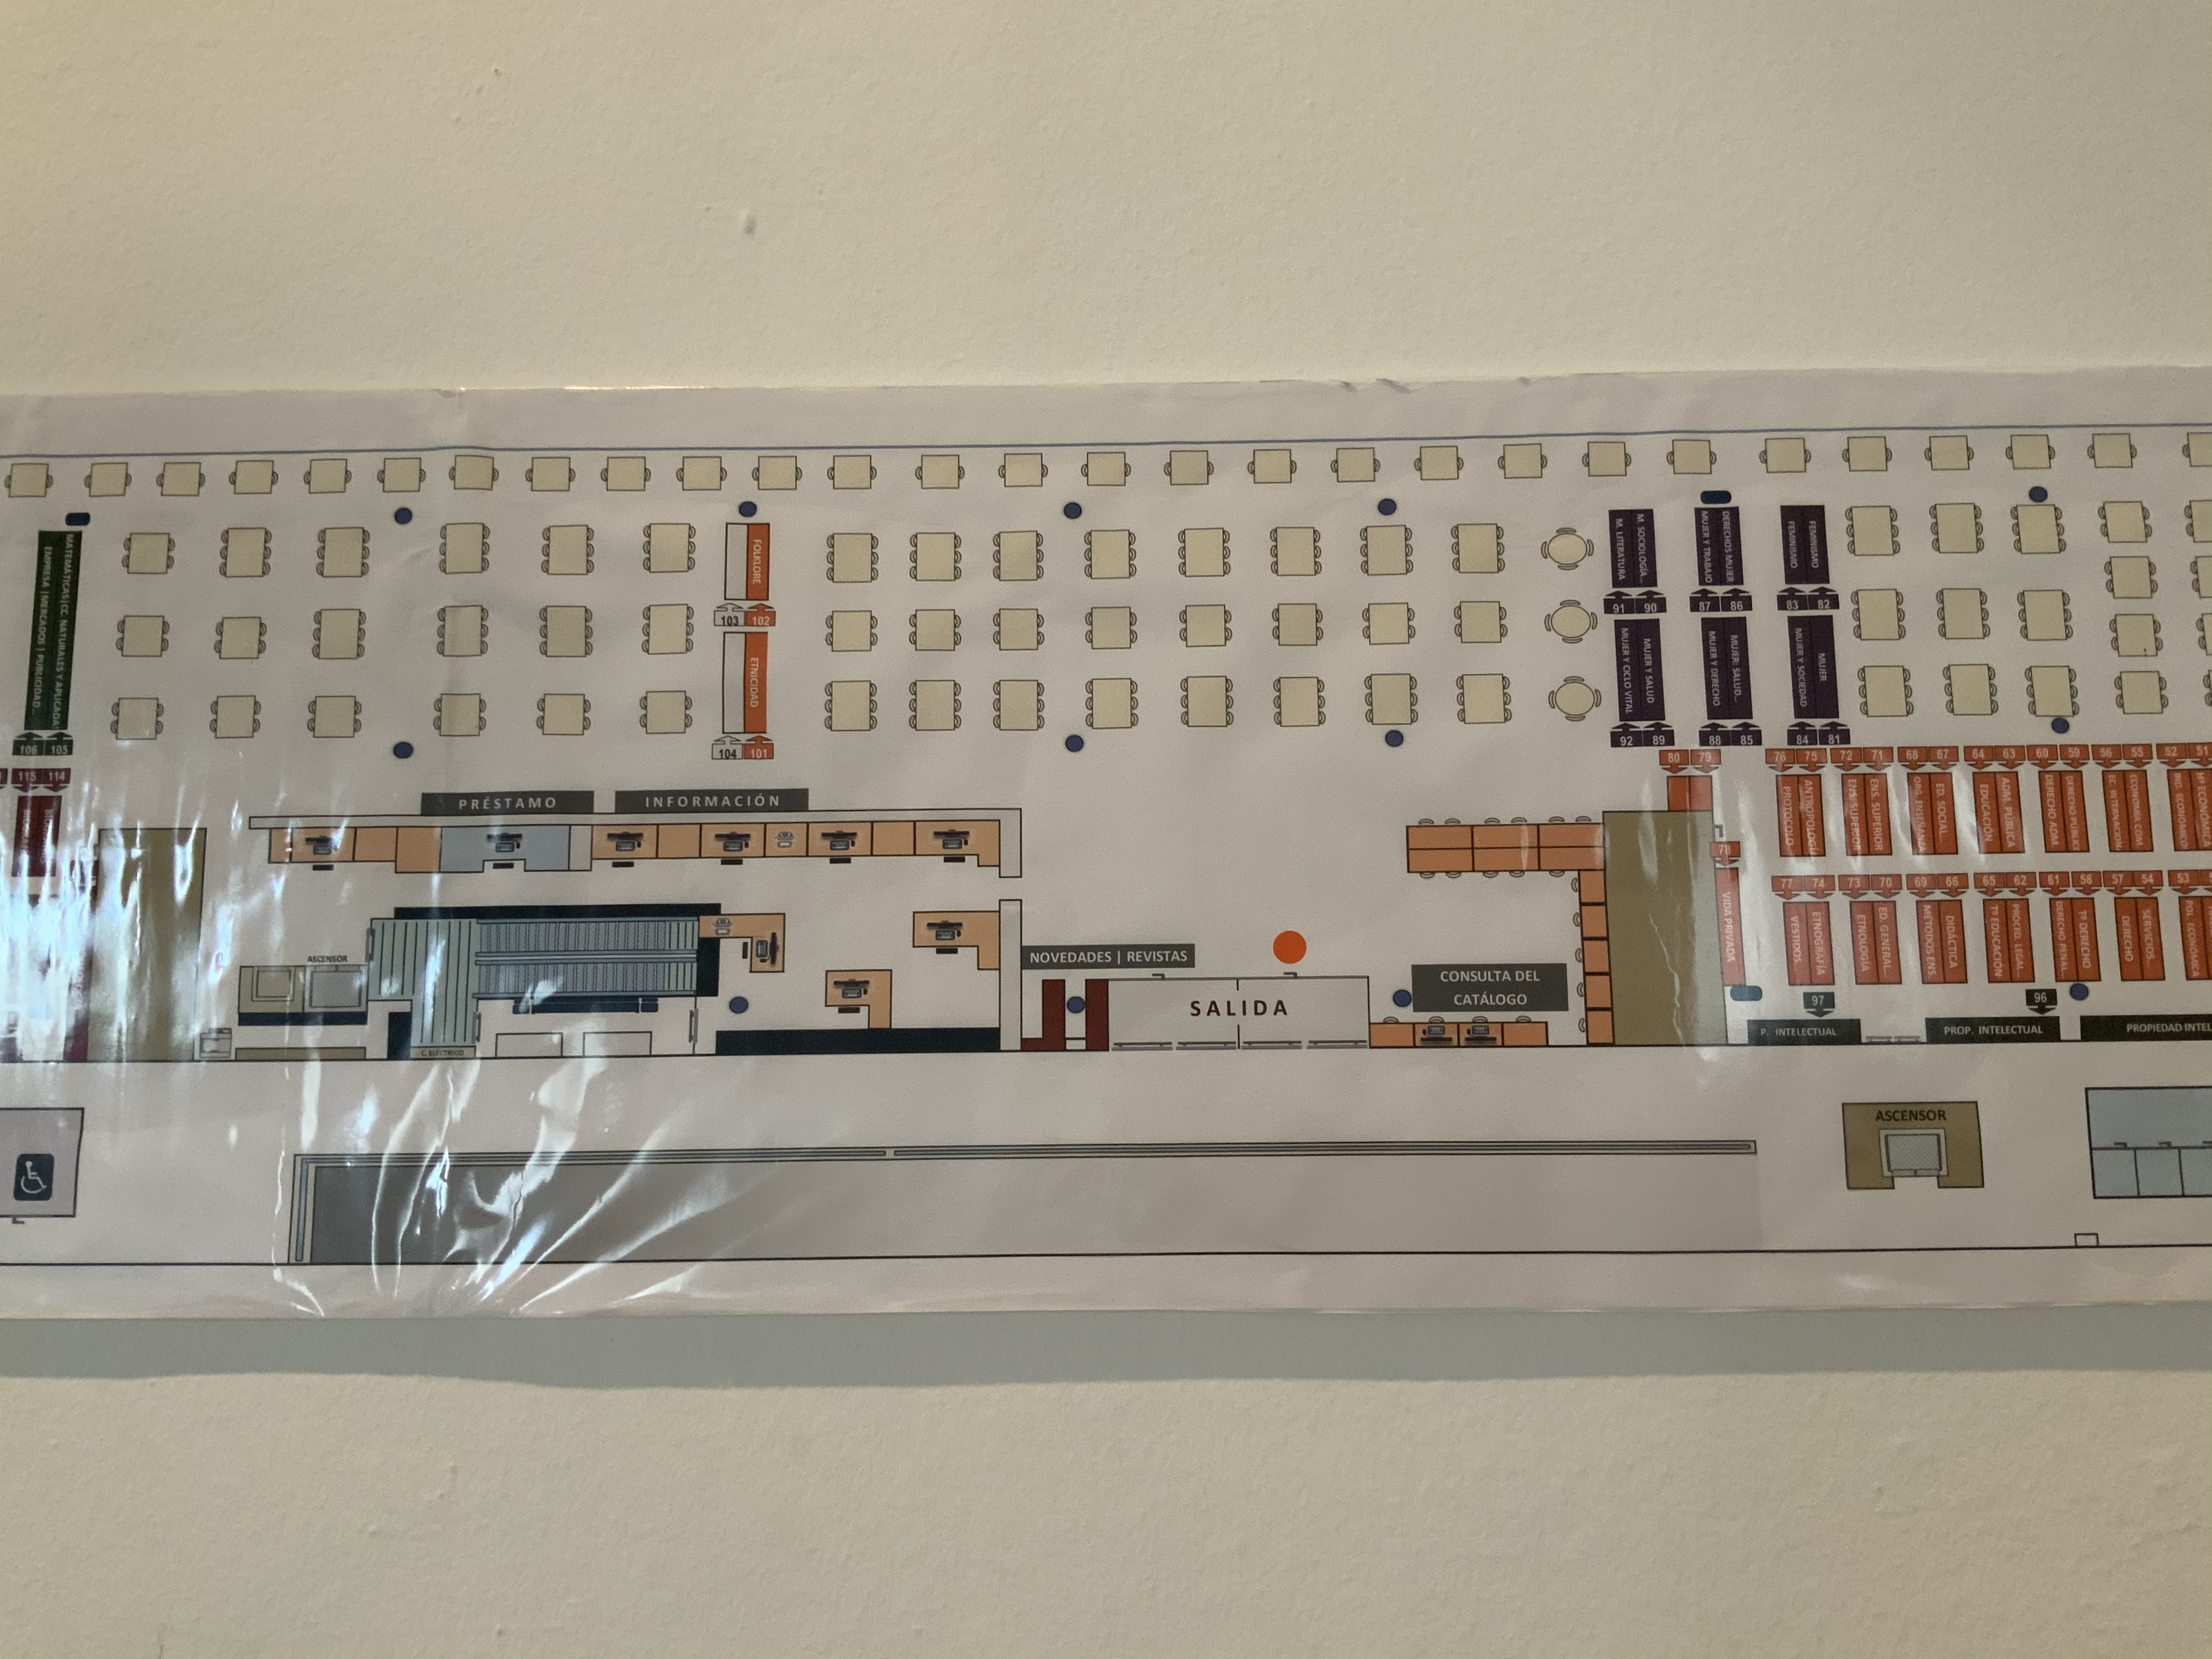 MATEMÁTICAS|CC. NATURALES Y APLICADAS
EMPRESA |MERCADOS | PUBLICIDAD...
106 105
115 114
FOLKLORE
103 102
ETNICIDAD
104 101
M. SOCIOLOGÍA...
M. LITERATURA
91 90
MUJER Y SALUD
MUJER Y CICLO VITAL
92 89
DERECHOS MUJER
MUJER Y TRABAJO
87 86
MUJER: SALUD...
MUJER Y DERECHO
88 85
FEMINISMO
FEMINISMO
83 82
MUJER
MUJER Y SOCIEDAD
84 81
80 79
76 75 72 71 68 67 64 63 60 59 56 55 52 51
ANTROPOLOGÍA
PROTOCOLO
ENS. SUPERIOR
ENS. SUPERIOR
ED. SOCIAL
ORG. ENSEÑANZA
ADM. PÚBLICA
EDUCACIÓN
DERECHO ADM.
78
VIDA PRIVADA
77 74 73 70 69 66 65 62 61 58 57 54 53
ETNOGRAFÍA
VESTIDOS
ED. GENERAL
ETNOLOGÍA
DIDÁCTICA
MÉTODOS ENS.
PROCED. LEGAL
Tª EDUCACIÓN
Tª DERECHO
DERECHO PENAL
SERVICIOS
DERECHO
POL. ECONÓMICA
97
96
P. INTELECTUAL
PROP. INTELECTUAL
PROPIEDAD INTEL
PRÉSTAMO
INFORMACIÓN
ASCENSOR
C. ELÉCTRICO
NOVEDADES | REVISTAS
SALIDA
CONSULTA DEL
CATÁLOGO
ASCENSOR